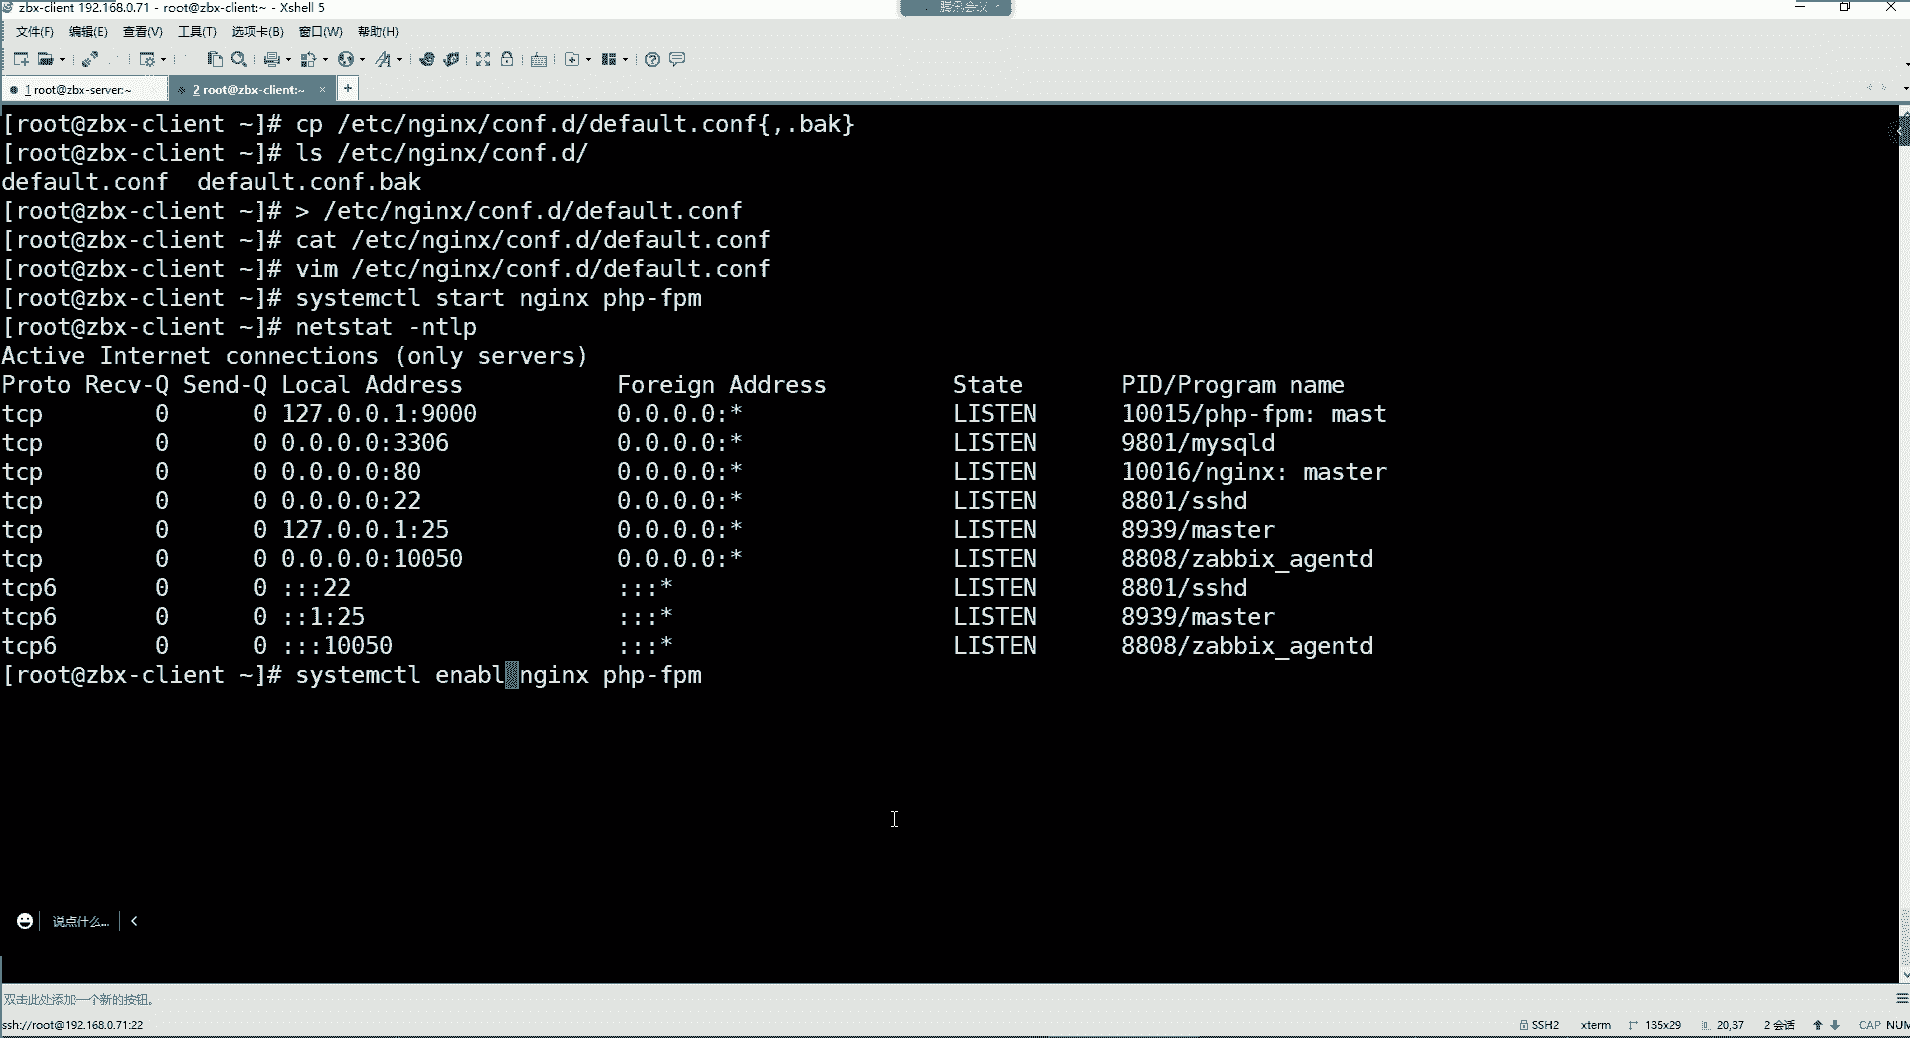 zbx-client 192.168.0.71 - root@zbx-client:~ - Xshell 5
腾讯会议
文件(F) 编辑(E) 查看(V) 工具(T) 选项卡(B) 窗口(W) 帮助(H)
1 root@zbx-server:~ 2 root@zbx-client:~ × +
[root@zbx-client ~]# cp /etc/nginx/conf.d/default.conf{,.bak}
[root@zbx-client ~]# ls /etc/nginx/conf.d/
default.conf  default.conf.bak
[root@zbx-client ~]# > /etc/nginx/conf.d/default.conf
[root@zbx-client ~]# cat /etc/nginx/conf.d/default.conf
[root@zbx-client ~]# vim /etc/nginx/conf.d/default.conf
[root@zbx-client ~]# systemctl start nginx php-fpm
[root@zbx-client ~]# netstat -ntlp
Active Internet connections (only servers)
Proto Recv-Q Send-Q Local Address           Foreign Address         State       PID/Program name
tcp        0      0 127.0.0.1:9000          0.0.0.0:*               LISTEN      10015/php-fpm: mast
tcp        0      0 0.0.0.0:3306            0.0.0.0:*               LISTEN      9801/mysqld
tcp        0      0 0.0.0.0:80              0.0.0.0:*               LISTEN      10016/nginx: master
tcp        0      0 0.0.0.0:22              0.0.0.0:*               LISTEN      8801/sshd
tcp        0      0 127.0.0.1:25            0.0.0.0:*               LISTEN      8939/master
tcp        0      0 0.0.0.0:10050           0.0.0.0:*               LISTEN      8808/zabbix_agentd
tcp6       0      0 :::22                   :::*                    LISTEN      8801/sshd
tcp6       0      0 ::1:25                  :::*                    LISTEN      8939/master
tcp6       0      0 :::10050                :::*                    LISTEN      8808/zabbix_agentd
[root@zbx-client ~]# systemctl enabl nginx php-fpm
说点什么...
双击此处添加一个新的按钮。
ssh://root@192.168.0.71:22 SSH2 xterm 135x29 20,37 2 会话 CAP NUM